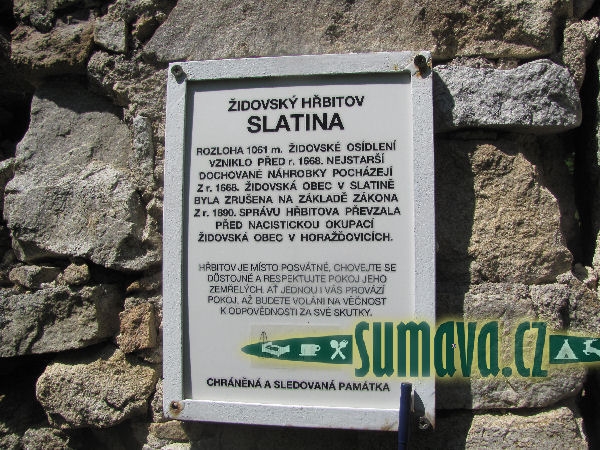 ŽIDOVSKÝ HŘBITOV
SLATINA
ROZLOHA 1061 m. ŽIDOVSKÉ OSÍDLENÍ
VZNIKLO PŘED r. 1668. NEJSTARŠÍ
DOCHOVANÉ NÁHROBKY POCHÁZEJÍ
Z r. 1668. ŽIDOVSKÁ OBEC V SLATINĚ
BYLA ZRUŠENA NA ZÁKLADĚ ZÁKONA
Z r. 1890. SPRÁVU HŘBITOVA PŘEVZALA
PŘED NACISTICKOU OKUPACÍ
ŽIDOVSKÁ OBEC V HORAŽĎOVICÍCH.
HŘBITOV JE MÍSTO POSVÁTNÉ, CHOVEJTE SE
DŮSTOJNĚ A RESPEKTUJTE POKOJ JEHO
ZEMŘELÝCH. AŤ JEDNOU I VÁS PROVÁZÍ
POKOJ, AŽ BUDETE VOLÁNI NA VĚČNOST
K ODPOVĚDNOSTI ZA SVÉ SKUTKY.
sumava.cz
CHRÁNĚNÁ A SLEDOVANÁ PAMÁTKA